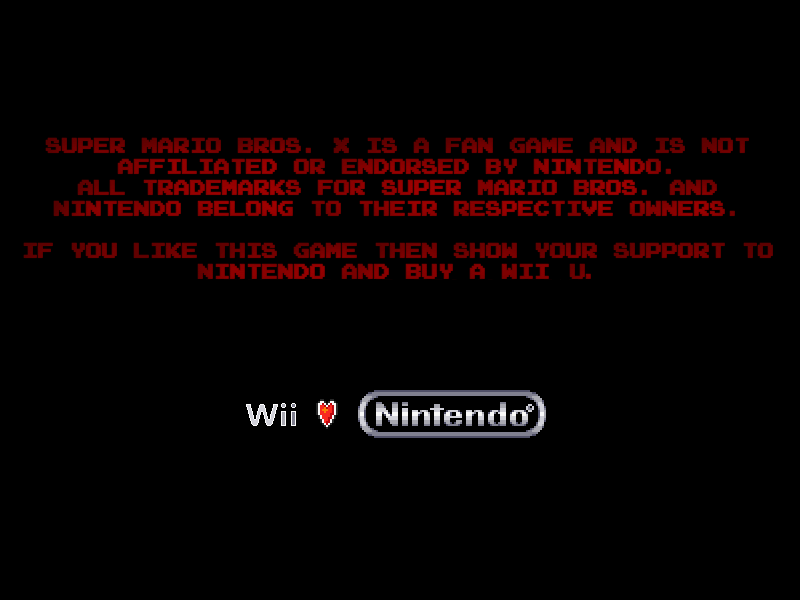 SUPER MARIO BROS. X IS A FAN GAME AND IS NOT
AFFILIATED OR ENDORSED BY NINTENDO.
ALL TRADEMARKS FOR SUPER MARIO BROS. AND
NINTENDO BELONG TO THEIR RESPECTIVE OWNERS.
IF YOU LIKE THIS GAME THEN SHOW YOUR SUPPORT TO
NINTENDO AND BUY A WII U.
Wii Nintendo®